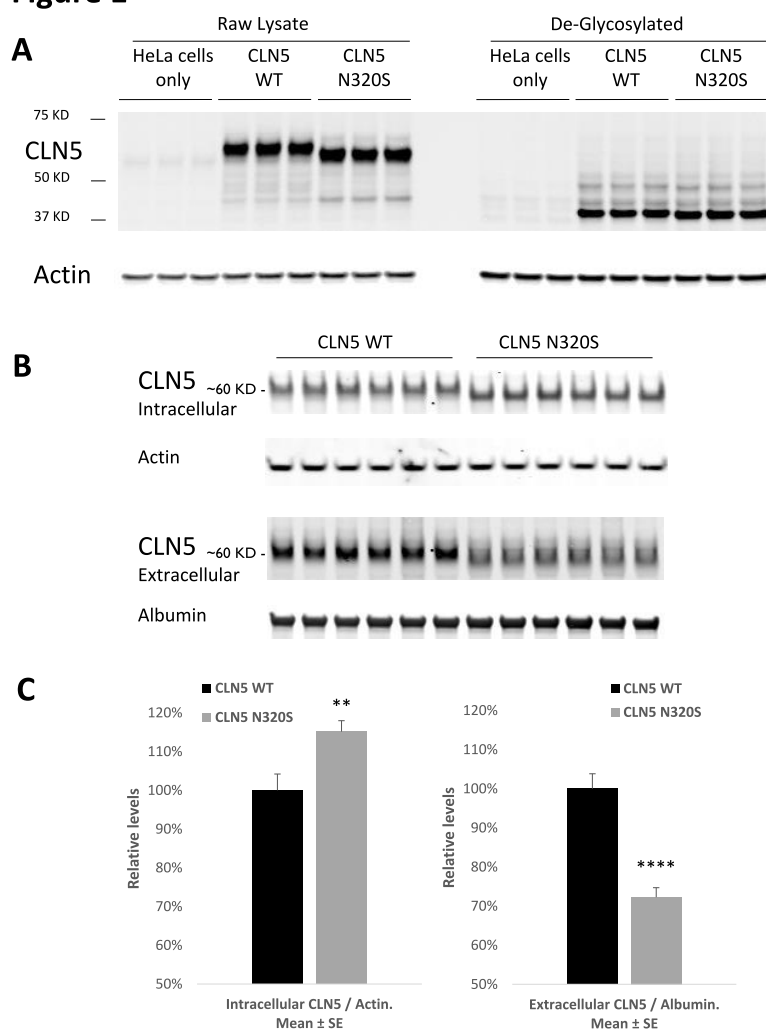 Raw Lysate
De-Glycosylated
A
HeLa cells only
CLN5 WT
CLN5 N320S
HeLa cells only
CLN5 WT
CLN5 N320S
75 KD
CLN5
50 KD
37 KD
Actin
B
CLN5 WT
CLN5 N320S
CLN5 ~60 KD -
Intracellular
Actin
CLN5 ~60 KD -
Extracellular
Albumin
C
CLN5 WT
CLN5 N320S
**
120%
110%
100%
90%
80%
70%
60%
50%
Relative levels
Intracellular CLN5 / Actin.
Mean ± SE
CLN5 WT
CLN5 N320S
****
120%
110%
100%
90%
80%
70%
60%
50%
Relative levels
Extracellular CLN5 / Albumin.
Mean ± SE